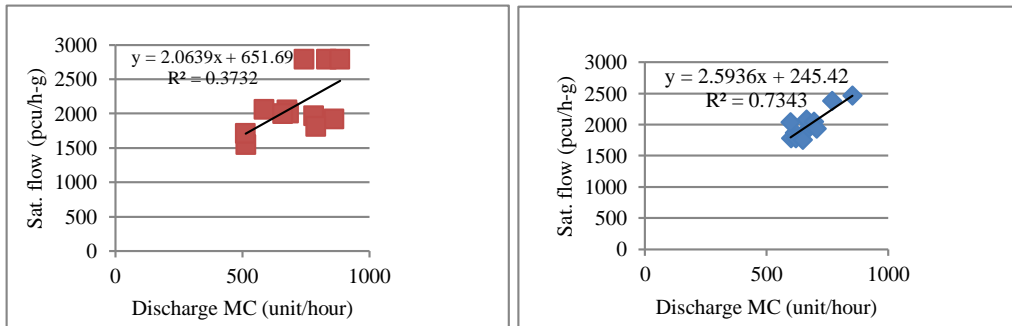 Sat. flow (pcu/h-g)
3000
2500
2000
1500
1000
500
0
y = 2.0639x + 651.69
R² = 0.3732
0 500 1000
Discharge MC (unit/hour)
Sat. flow (pcu/h-g)
3000
2500
2000
1500
1000
500
0
y = 2.5936x + 245.42
R² = 0.7343
0 500 1000
Discharge MC (unit/hour)